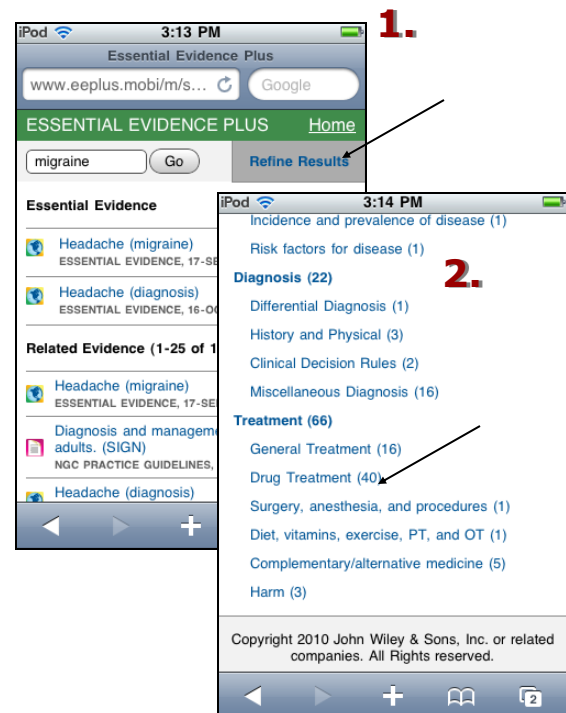 1.
iPod 3:13 PM
Essential Evidence Plus
www.eeplus.mobi/m/s... Google
ESSENTIAL EVIDENCE PLUS Home
migraine Go Refine Results
Essential Evidence
Headache (migraine)
ESSENTIAL EVIDENCE, 17-SE
Headache (diagnosis)
ESSENTIAL EVIDENCE, 16-O
Related Evidence (1-25 of 1
Headache (migraine)
ESSENTIAL EVIDENCE, 17-SE
Diagnosis and managem
adults. (SIGN)
NGC PRACTICE GUIDELINES,
Headache (diagnosis)
2.
iPod 3:14 PM
Incidence and prevalence of disease (1)
Risk factors for disease (1)
Diagnosis (22)
Differential Diagnosis (1)
History and Physical (3)
Clinical Decision Rules (2)
Miscellaneous Diagnosis (16)
Treatment (66)
General Treatment (16)
Drug Treatment (40)
Surgery, anesthesia, and procedures (1)
Diet, vitamins, exercise, PT, and OT (1)
Complementary/alternative medicine (5)
Harm (3)
Copyright 2010 John Wiley & Sons, Inc. or related
companies. All Rights reserved.
2